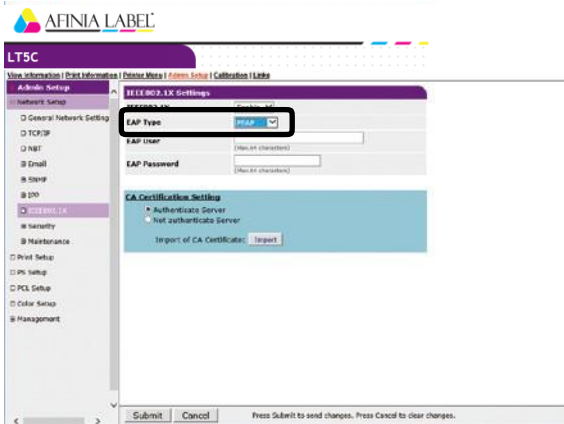 AFINIA LABEL
LT5C
View Information | Print Information | Printer Menu | Admin Setup | Calibration | Links
Admin Setup
Network Setup
General Network Setting
TCP/IP
NBT
Email
SNMP
IPP
IEEE802.1X
Security
Maintenance
Print Setup
PS Setup
PCL Setup
Color Setup
Management
IEEE802.1X Settings
IEEE802.1X Enable
EAP Type PEAP
EAP User
(Max.64 characters)
EAP Password
(Max.64 characters)
CA Certification Setting
Authenticate Server
Not authenticate Server
Import of CA Certificate: Import
Submit Cancel Press Submit to send changes. Press Cancel to clear changes.